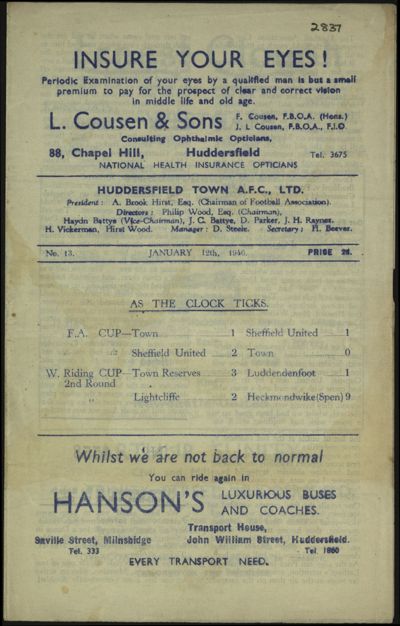 2837
INSURE YOUR EYES!
Periodic Examination of your eyes by a qualified man is but a small
premium to pay for the prospect of clear and correct vision
in middle life and old age.
L. Cousen & Sons
F. Cousen, F.B.O.A. (Hons.)
J. L. Cousen, F.B.O.A., F.I.O.
Consulting Ophthalmic Opticians,
88, Chapel Hill, Huddersfield Tel. 3675
NATIONAL HEALTH INSURANCE OPTICIANS
HUDDERSFIELD TOWN A.F.C., LTD.
President : A. Brook Hirst, Esq. (Chairman of Football Association).
Directors : Philip Wood, Esq. (Chairman),
Haydn Battye (Vice-Chairman), J. C. Battye, D. Parker, J. H. Raynes.
H. Vickerman, Hirst Wood. Manager : D. Steele. Secretary : H. Beever.
No. 13. JANUARY 12th, 1946. PRICE 2d.
AS THE CLOCK TICKS.
F.A. CUP—Town 1 Sheffield United 1
" " Sheffield United 2 Town 0
W. Riding CUP—Town Reserves 3 Luddendenfoot 1
2nd Round
" Lightcliffe 2 Heckmondwike(Spen) 9
Whilst we are not back to normal
You can ride again in
HANSON'S LUXURIOUS BUSES
AND COACHES.
Transport House,
Saville Street, Milnsbidge John William Street, Huddersfield.
Tel. 333 Tel. 1860
EVERY TRANSPORT NEED.